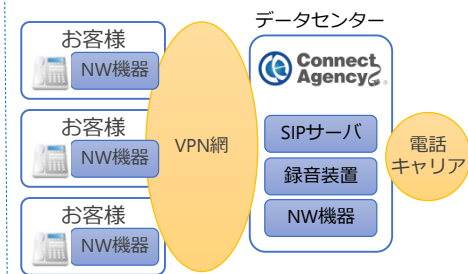 データセンター
お客様
NW機器
お客様
NW機器
お客様
NW機器
VPN網
Connect
Agency
SIPサーバ
録音装置
NW機器
電話
キャリア